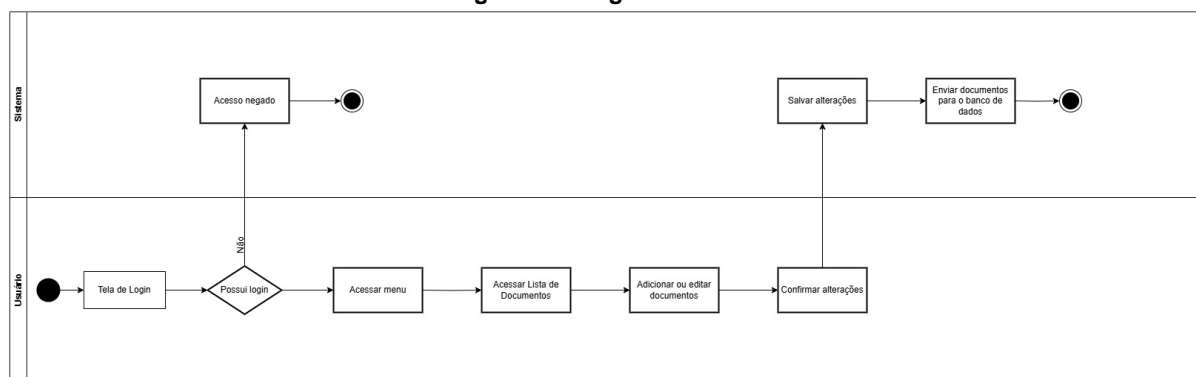 Sistema
Acesso negado
Salvar alterações
Enviar documentos
para o banco de
dados
Usuário
Não
Tela de Login
Possui login
Acessar menu
Acessar Lista de
Documentos
Adicionar ou editar
documentos
Confirmar alterações